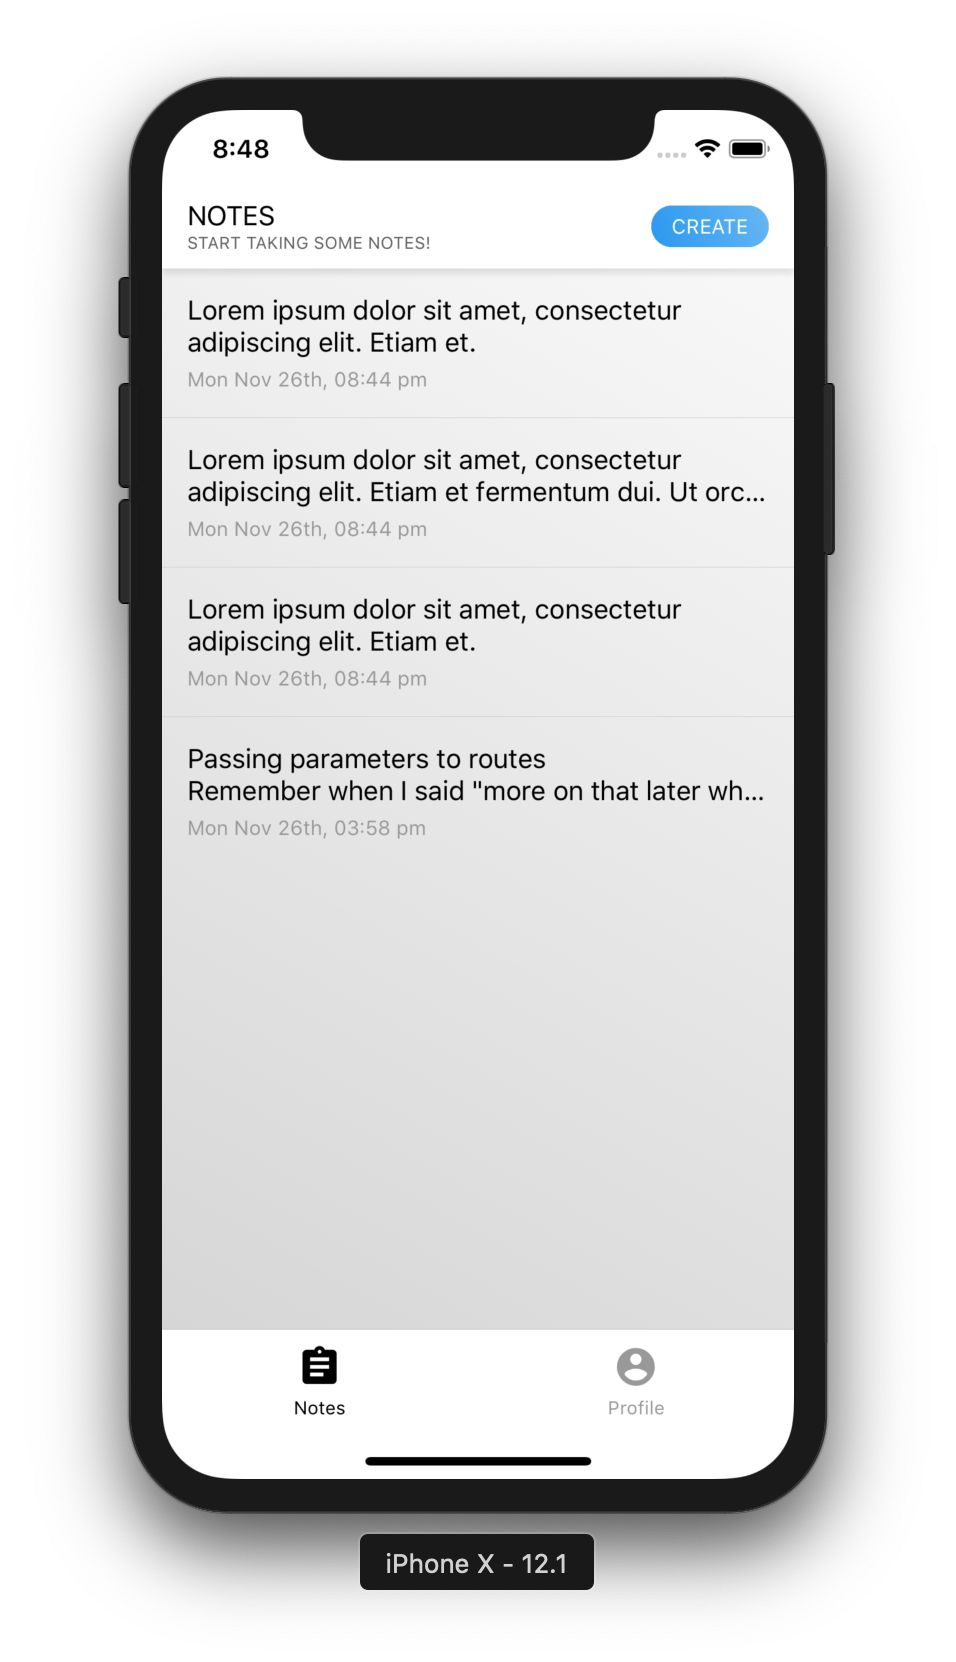 8:48
NOTES
START TAKING SOME NOTES!
CREATE
Lorem ipsum dolor sit amet, consectetur
adipiscing elit. Etiam et.
Mon Nov 26th, 08:44 pm
Lorem ipsum dolor sit amet, consectetur
adipiscing elit. Etiam et fermentum dui. Ut orc...
Mon Nov 26th, 08:44 pm
Lorem ipsum dolor sit amet, consectetur
adipiscing elit. Etiam et.
Mon Nov 26th, 08:44 pm
Passing parameters to routes
Remember when I said "more on that later wh...
Mon Nov 26th, 03:58 pm
Notes
Profile
iPhone X - 12.1